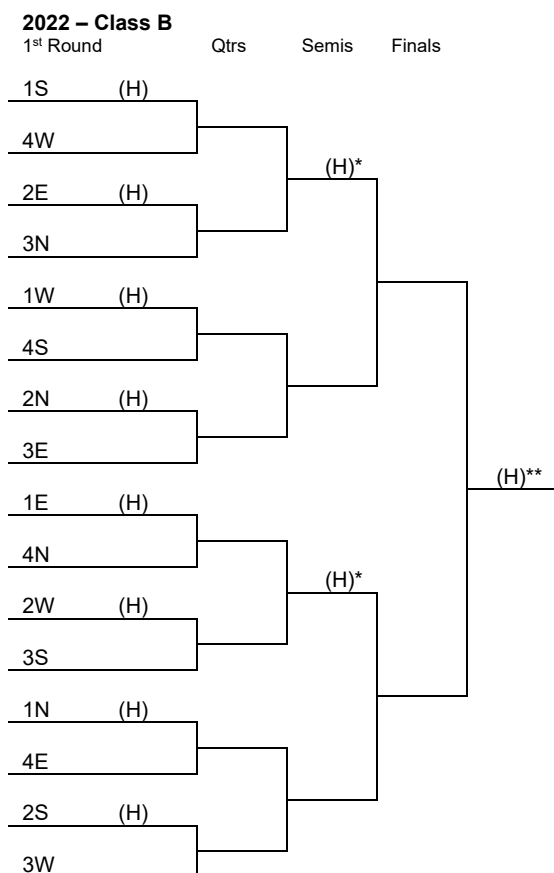 2022 – Class B
1st Round Qtrs Semis Finals
1S (H)
4W
(H)*
2E (H)
3N
1W (H)
4S
2N (H)
3E
(H)**
1E (H)
4N
(H)*
2W (H)
3S
1N (H)
4E
2S (H)
3W